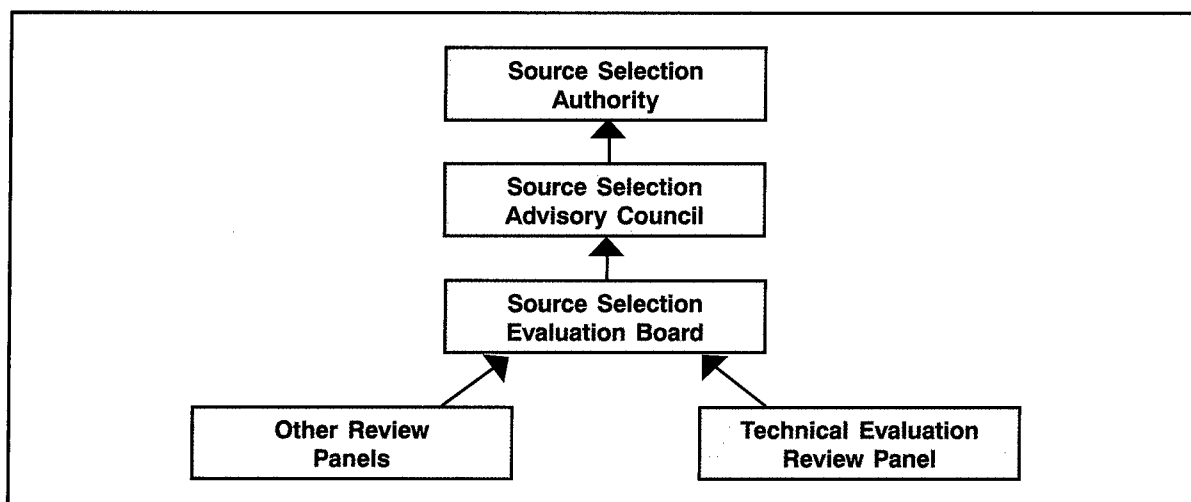 Source Selection
Authority
Source Selection
Advisory Council
Source Selection
Evaluation Board
Other Review
Panels
Technical Evaluation
Review Panel